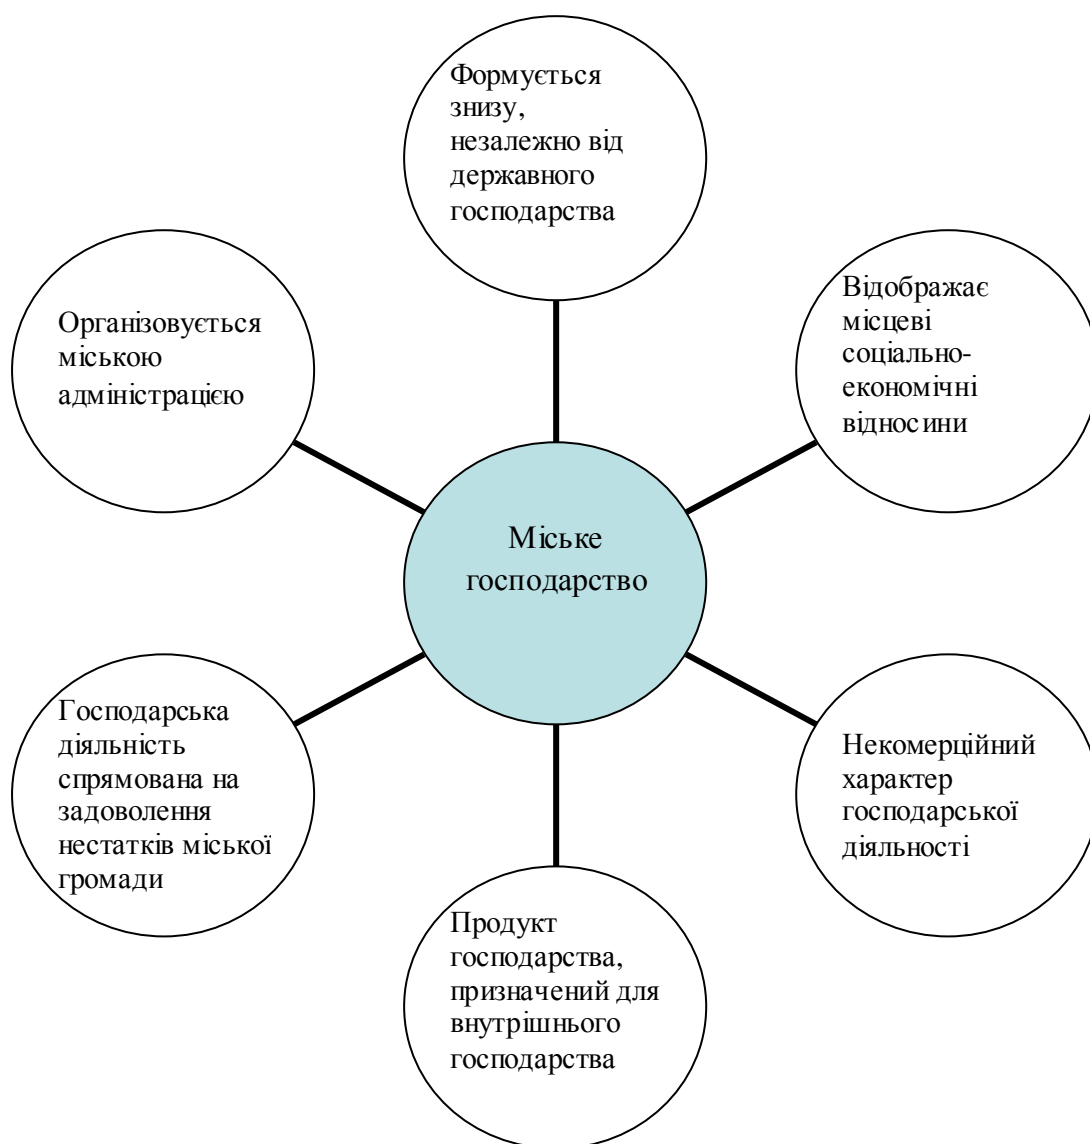 Формується
знизу,
незалежно від
державного
господарства
Організовується
міською
адміністрацією
Відображає
місцеві
соціально-
економічні
відносини
Міське
господарство
Господарська
діяльність
спрямована на
задоволення
нестатків міської
громади
Некомерційний
характер
господарської
діяльності
Продукт
господарства,
призначений для
внутрішнього
господарства